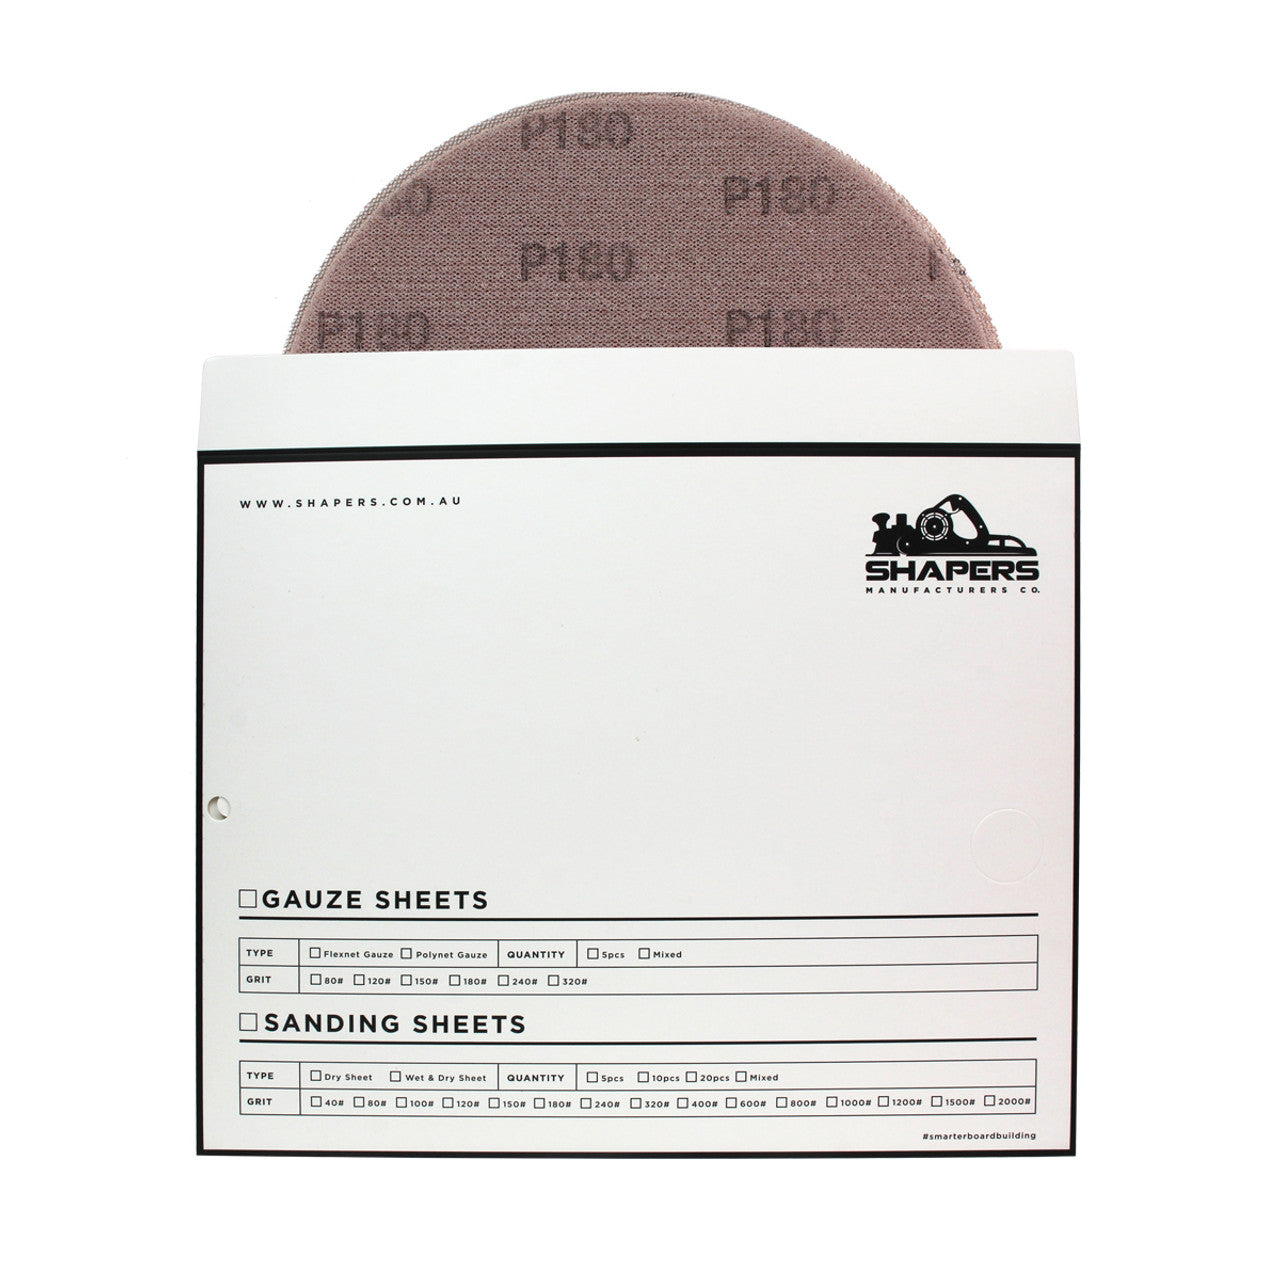 P180
80 P180
P180
P180 P180
WWW.SHAPERS.COM.AU
SHAPERS
MANUFACTURERS CO.
☐ GAUZE SHEETS
TYPE ☐ Flexnet Gauze ☐ Polynet Gauze QUANTITY ☐ 5pcs ☐ Mixed
GRIT ☐ 80# ☐ 120# ☐ 150# ☐ 180# ☐ 240# ☐ 320#
☐ SANDING SHEETS
TYPE ☐ Dry Sheet ☐ Wet & Dry Sheet QUANTITY ☐ 5pcs ☐ 10pcs ☐ 20pcs ☐ Mixed
GRIT ☐ 40# ☐ 80# ☐ 100# ☐ 120# ☐ 150# ☐ 180# ☐ 240# ☐ 320# ☐ 400# ☐ 600# ☐ 800# ☐ 1000# ☐ 1200# ☐ 1500# ☐ 2000#
#smarterboardbuilding